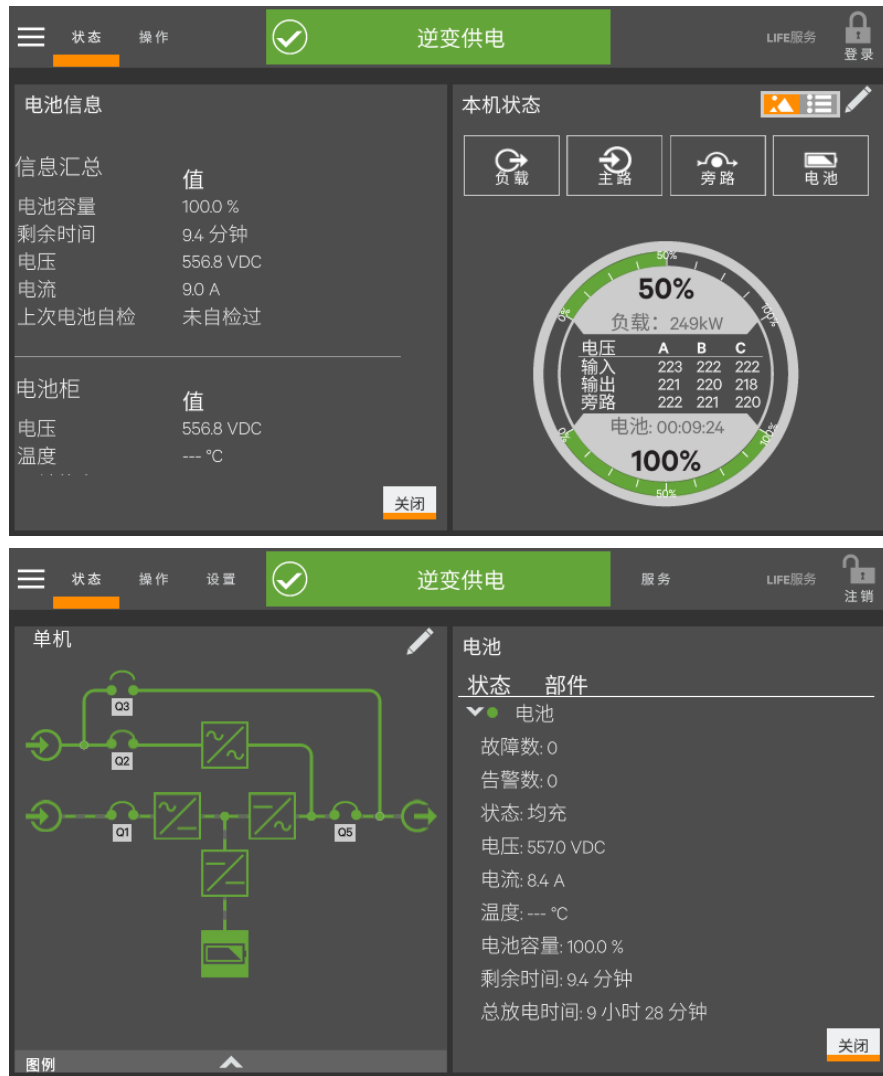 状态 操作 逆变供电 LIFE服务 登录
电池信息
信息汇总 值
电池容量 100.0 %
剩余时间 9.4 分钟
电压 556.8 VDC
电流 9.0 A
上次电池自检 未自检过
电池柜 值
电压 556.8 VDC
温度 --- °C
关闭
本机状态
负载 主路 旁路 电池
50%
0% 100%
50%
负载: 249kW
电压 A B C
输入 223 222 222
输出 221 220 218
旁路 222 221 220
电池: 00:09:24
0% 100%
100%
50%
状态 操作 设置 逆变供电 服务 LIFE服务 注销
单机
Q3
Q2
Q1 Q5
图例
电池
状态 部件
电池
故障数: 0
告警数: 0
状态: 均充
电压: 557.0 VDC
电流: 8.4 A
温度: --- °C
电池容量: 100.0 %
剩余时间: 9.4 分钟
总放电时间: 9 小时 28 分钟
关闭